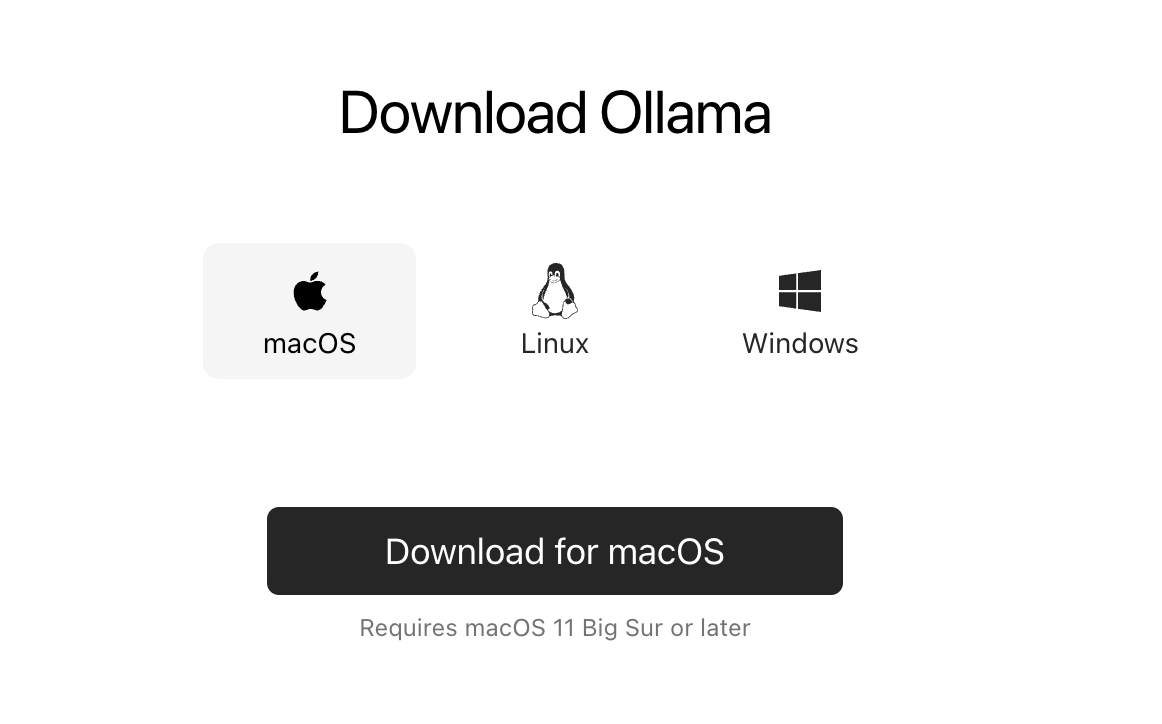 Download Ollama
macOS
Linux
Windows
Download for macOS
Requires macOS 11 Big Sur or later